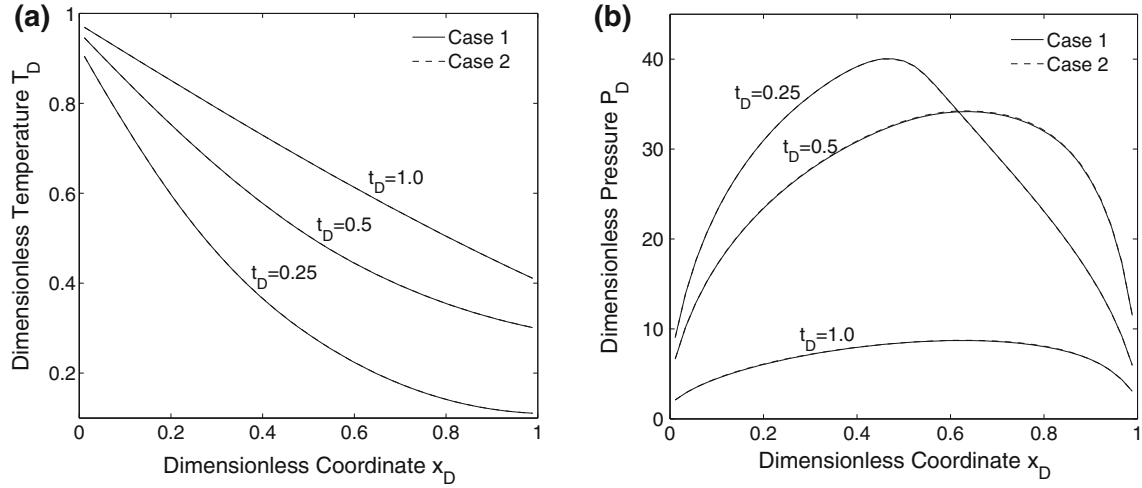 (a)
1
0.8
0.6
0.4
0.2
0 0.2 0.4 0.6 0.8 1
Dimensionless Temperature T_D
Dimensionless Coordinate x_D
Case 1
Case 2
t_D=1.0
t_D=0.5
t_D=0.25
(b)
40
30
20
10
0
0 0.2 0.4 0.6 0.8 1
Dimensionless Pressure P_D
Dimensionless Coordinate x_D
Case 1
Case 2
t_D=0.25
t_D=0.5
t_D=1.0